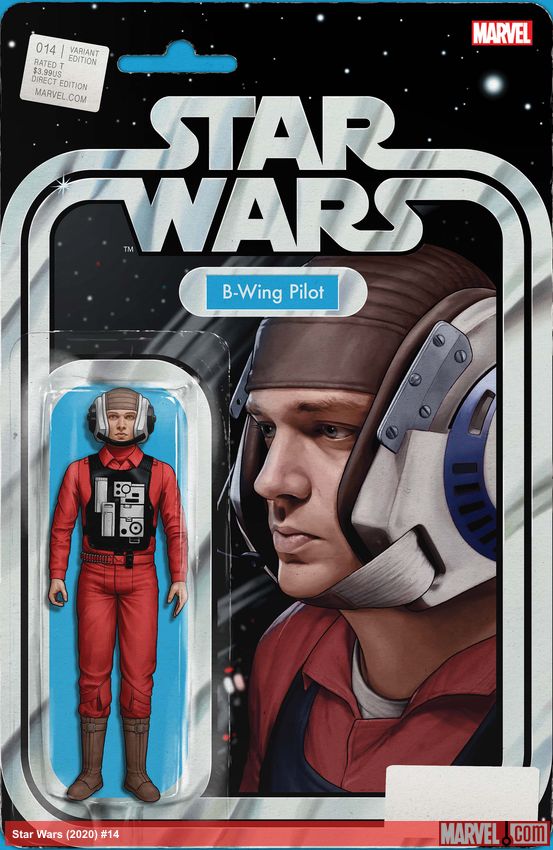 014 | VARIANT
EDITION
RATED T
$3.99US
DIRECT EDITION
MARVEL.COM
MARVEL
STAR
WARS
TM
B-Wing Pilot
Star Wars (2020) #14
MARVEL.com